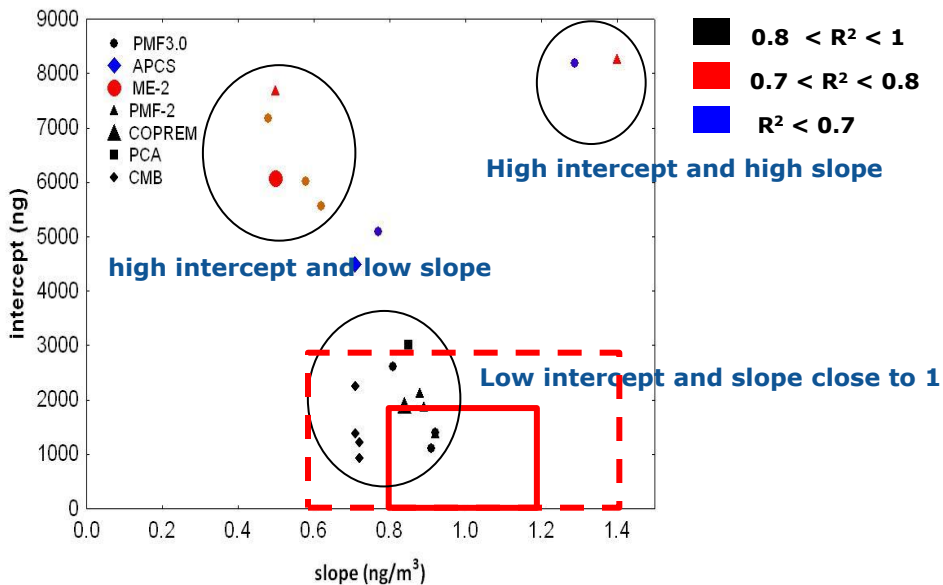 9000
8000
7000
6000
5000
4000
3000
2000
1000
0
intercept (ng)
PMF3.0
APCS
ME-2
PMF-2
COPREM
PCA
CMB
0.8 < R² < 1
0.7 < R² < 0.8
R² < 0.7
High intercept and high slope
high intercept and low slope
Low intercept and slope close to 1
0.0 0.2 0.4 0.6 0.8 1.0 1.2 1.4
slope (ng/m³)